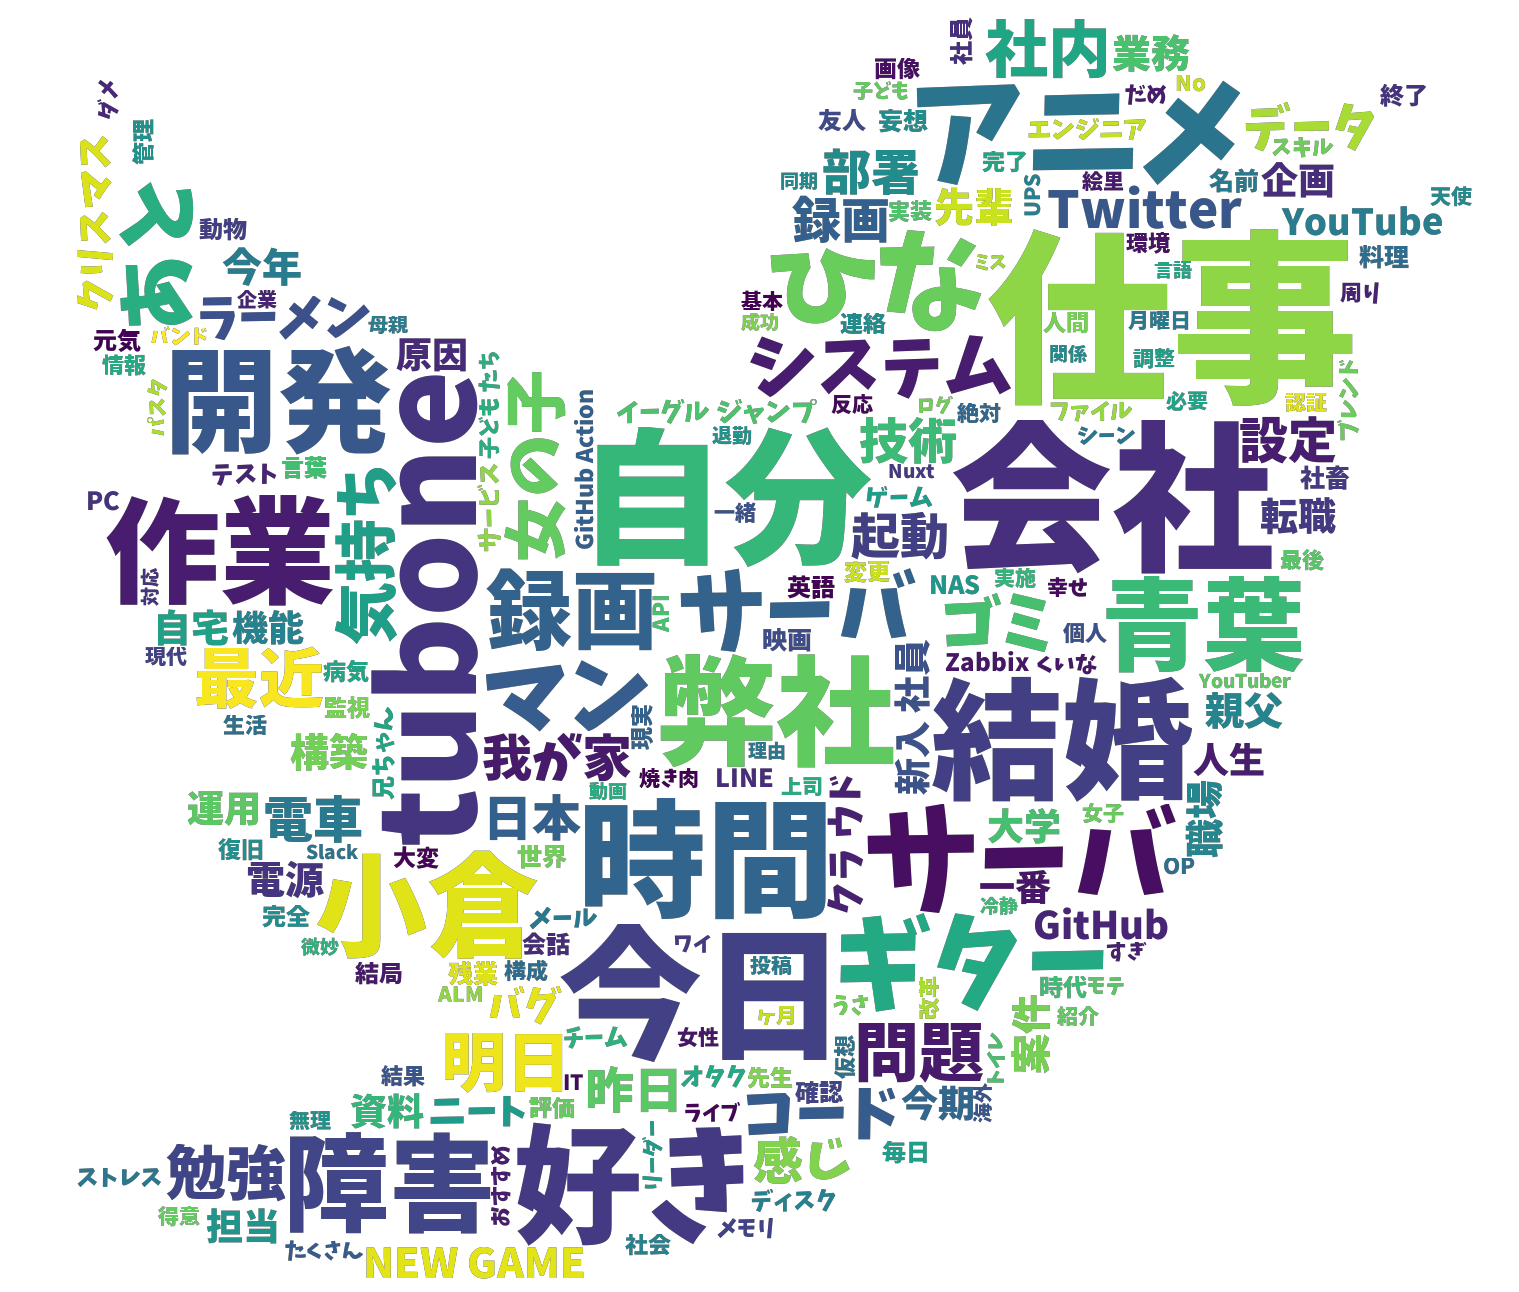 社員
社内
業務
画像
子ども
アニメ
だめ
No
終了
ダメ
友人
妄想
エンジニア
データ
スキル
管理
クリスマス
部署
完了
同期
絵里
名前
企画
天使
すず
動物
録画
実装
先輩
UPS
Twitter
YouTube
今年
ひな
ミス
仕事
環境
言語
料理
周り
企業
ラーメン
母親
基本
成功
連絡
人間
月曜日
元気
バンド
情報
開発
原因
システム
関係
調整
フレンド
パスタ
tubone
子どもたち
女の子
GitHub Action
イーグル ジャンプ
反応
ログ
絶対
ファイル
必要
認証
退勤
技術
シーン
設定
テスト
言葉
気持ち
サービス
自分
一緒
Nuxt
ゲーム
会社
社畜
PC
作業
起動
転職
対応
録画
サーバ
英語
変更
NAS
実施
幸せ
最後
API
ゴミ
青葉
自宅
機能
映画
個人
現代
最近
病気
マン
弊社
新入社員
Zabbix
くいな
YouTuber
監視
生活
兄ちゃん
現実
結婚
親父
構築
我が家
理由
人生
焼き肉
LINE
上司
動画
運用
電車
日本
時間
クラウド
サーバ
大学
女子
職場
復旧
Slack
大変
世界
OP
電源
小倉
一番
冷静
完全
メール
微妙
会話
ワイ
今日
投稿
ギター
GitHub
すぎ
結局
残業
構成
ALM
バグ
ヶ月
うさ
改革
時代
モテ
紹介
明日
チーム
女性
仮想
問題
トイレ
案件
結果
IT
昨日
オタク
先生
確認
資料
ニート
評価
ライブ
コード
今期
海外
無理
勉強
障害
おすすめ
好き
リーダー
感じ
毎日
ストレス
得意
担当
ディスク
メモリ
たくさん
NEW GAME
社会